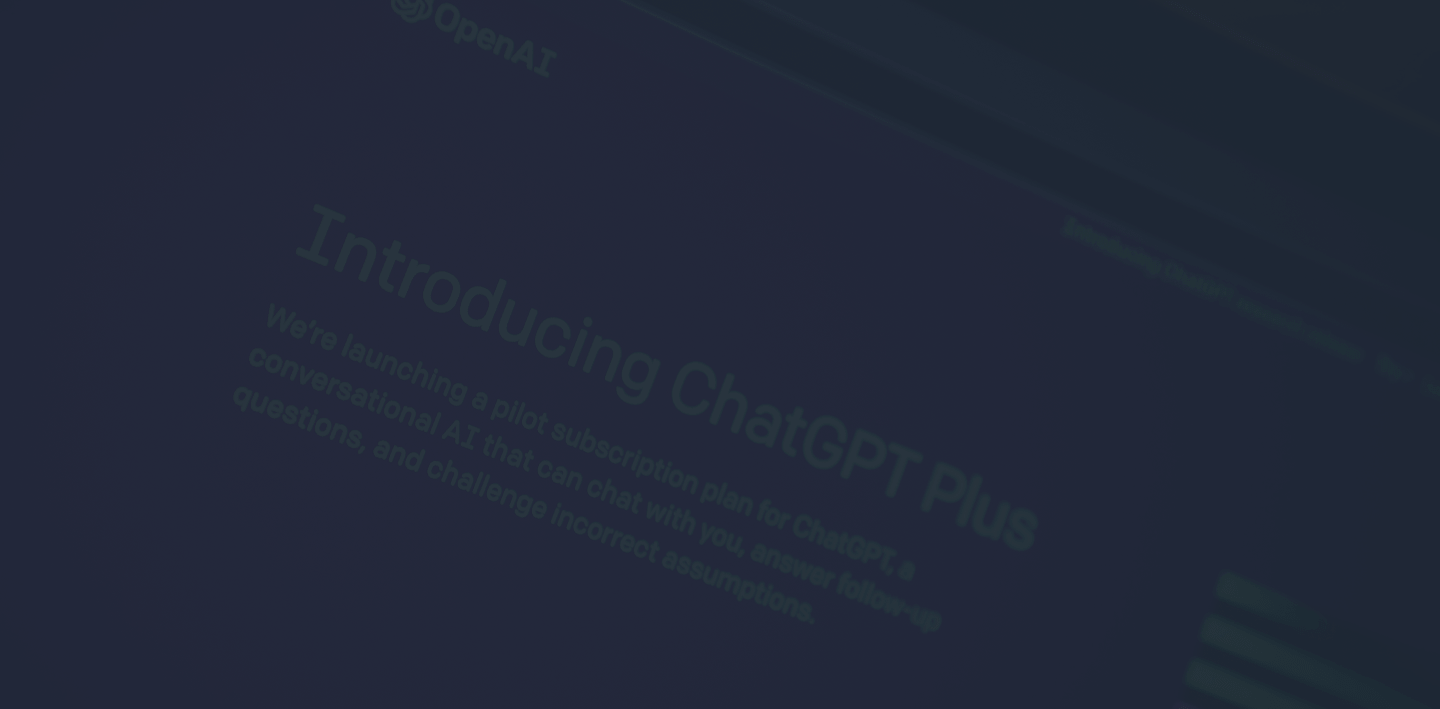 OpenAI
Introducing ChatGPT Plus
We're launching a pilot subscription plan for ChatGPT, a
conversational AI that can chat with you, answer follow-up
questions, and challenge incorrect assumptions.